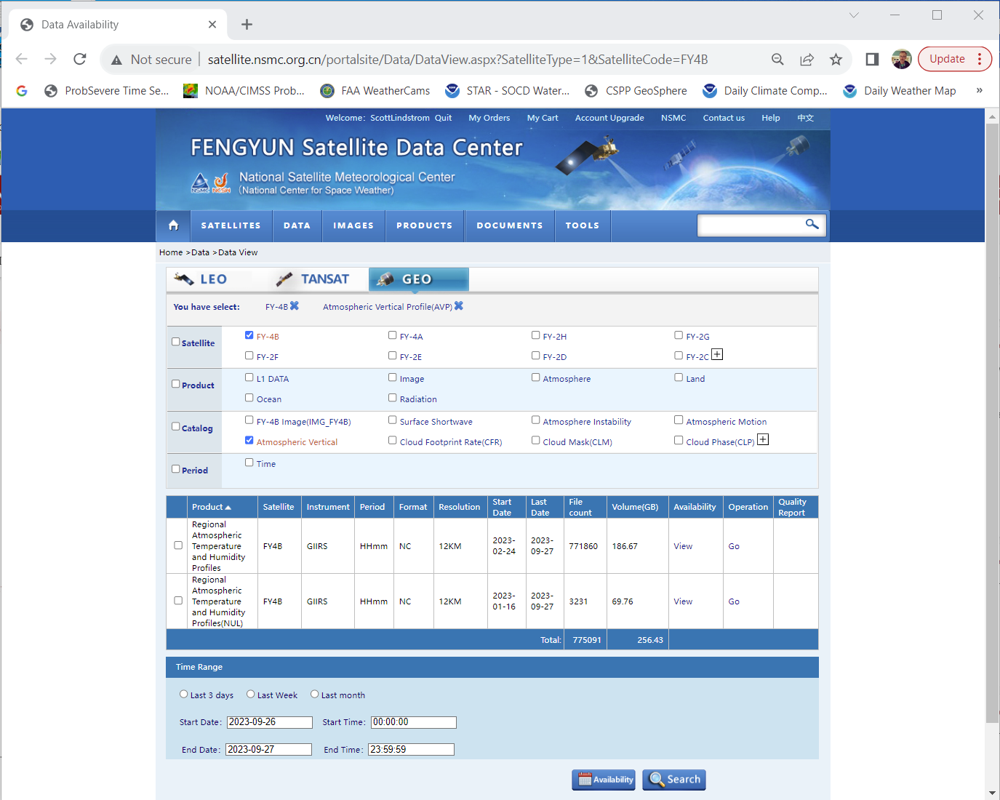 Data Availability
Not secure
satellite.nsmc.org.cn/portalsite/Data/DataView.aspx?SatelliteType=1&SatelliteCode=FY4B
Update
ProbSevere Time Se...
NOAA/CIMSS Prob...
FAA WeatherCams
STAR - SOCD Water...
CSPP GeoSphere
Daily Climate Comp...
Daily Weather Map
»
Welcome: ScottLindstrom Quit My Orders My Cart Account Upgrade NSMC Contact us Help 中文
FENGYUN Satellite Data Center
National Satellite Meteorological Center
(National Center for Space Weather)
SATELLITES DATA IMAGES PRODUCTS DOCUMENTS TOOLS
Home >Data >Data View
LEO TANSAT GEO
You have select: FY-4B Atmospheric Vertical Profile(AVP)
Satellite
FY-4B FY-4A FY-2H FY-2G
FY-2F FY-2E FY-2D FY-2C
Product
L1 DATA Image Atmosphere Land
Ocean Radiation
Catalog
FY-4B Image(IMG_FY4B) Surface Shortwave Atmosphere Instability Atmospheric Motion
Atmospheric Vertical Cloud Footprint Rate(CFR) Cloud Mask(CLM) Cloud Phase(CLP)
Period
Time
Product Satellite Instrument Period Format Resolution Start Date Last Date File count Volume(GB) Availability Operation Quality Report
Regional
Atmospheric
Temperature
and Humidity
Profiles
FY4B GIIRS HHmm NC 12KM 2023-02-24 2023-09-27 771860 186.67 View Go
Regional
Atmospheric
Temperature
and Humidity
Profiles(NUL)
FY4B GIIRS HHmm NC 12KM 2023-01-16 2023-09-27 3231 69.76 View Go
Total: 775091 256.43
Time Range
Last 3 days Last Week Last month
Start Date: 2023-09-26 Start Time: 00:00:00
End Date: 2023-09-27 End Time: 23:59:59
Availability Search